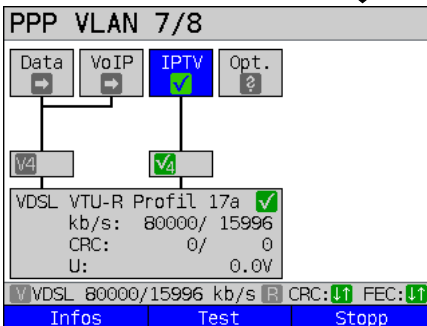 PPP VLAN 7/8
Data VoIP IPTV Opt.
V4 V4
VDSL VTU-R Profil 17a
kb/s: 80000/ 15996
CRC: 0/ 0
U: 0.0V
V VDSL 80000/15996 kb/s R CRC: FEC:
Infos Test Stopp